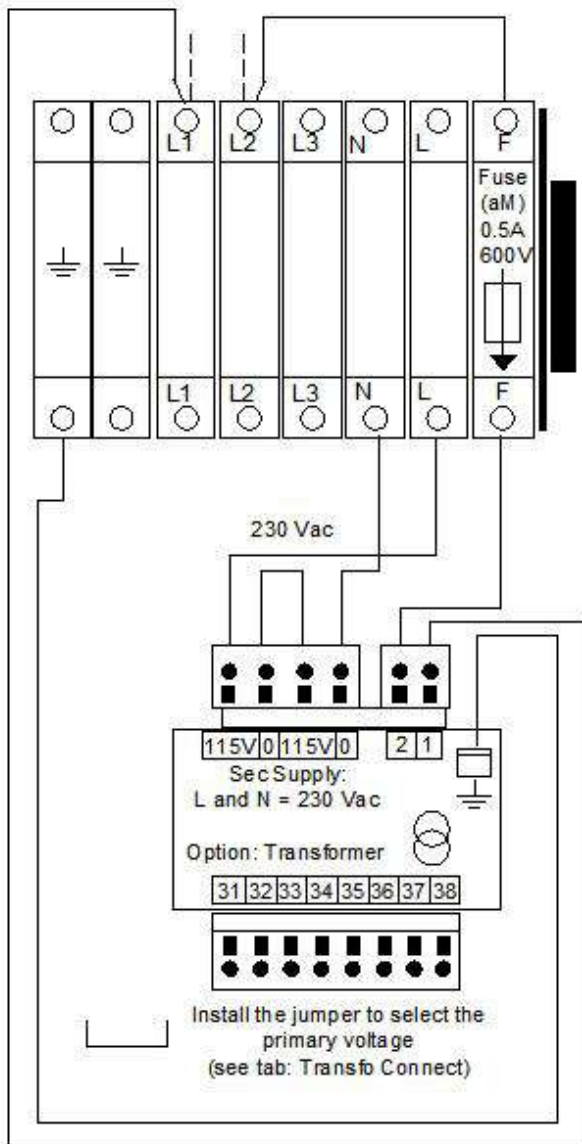 L1 L2 L3 N L F
Fuse
(aM)
0.5A
600V
L1 L2 L3 N L F
230 Vac
115V 0 115V 0 2 1
Sec Supply:
L and N = 230 Vac
Option: Transformer
31 32 33 34 35 36 37 38
Install the jumper to select the
primary voltage
(see tab: Transfo Connect)